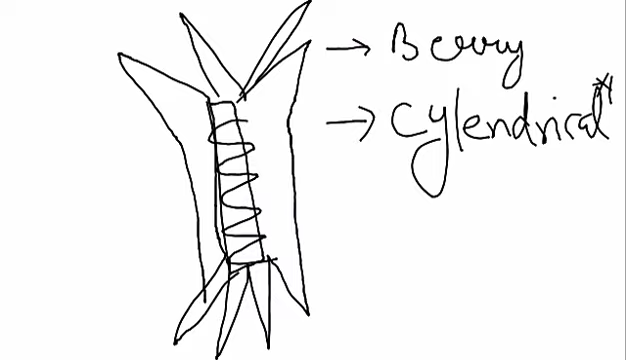 → Berry
→ Cylendrical*